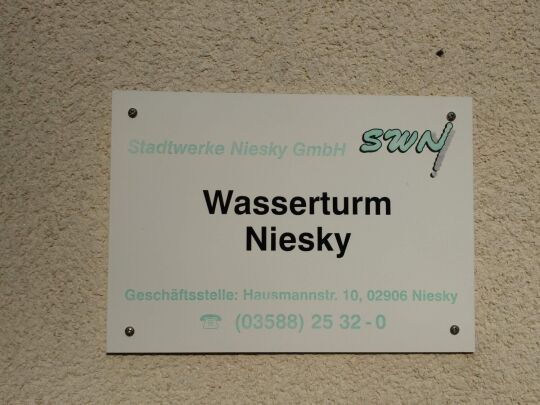 Stadtwerke Niesky GmbH SWN
Wasserturm
Niesky
Geschäftsstelle: Hausmannstr. 10, 02906 Niesky
☎ (03588) 25 32 - 0